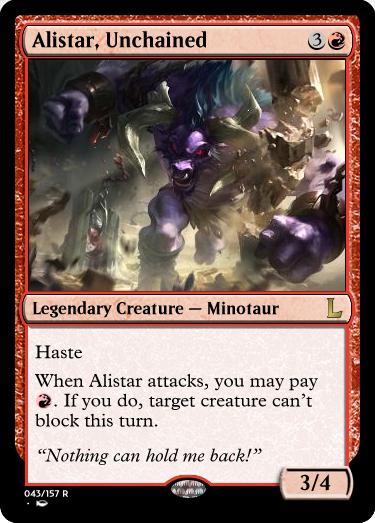 Alistar, Unchained 3
Legendary Creature — Minotaur L
Haste
When Alistar attacks, you may pay
. If you do, target creature can't
block this turn.
"Nothing can hold me back!"
043/157 R
3/4